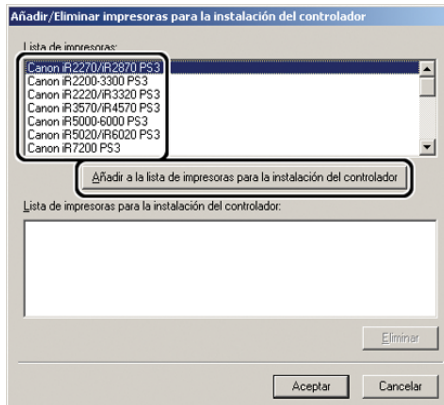 Añadir/Eliminar impresoras para la instalación del controlador
Lista de impresoras:
Canon iR2270/iR2870 PS3
Canon iR2200-3300 PS3
Canon iR2220/iR3320 PS3
Canon iR3570/iR4570 PS3
Canon iR5000-6000 PS3
Canon iR5020/iR6020 PS3
Canon iR7200 PS3
Añadir a la lista de impresoras para la instalación del controlador
Lista de impresoras para la instalación del controlador:
Eliminar
Aceptar
Cancelar